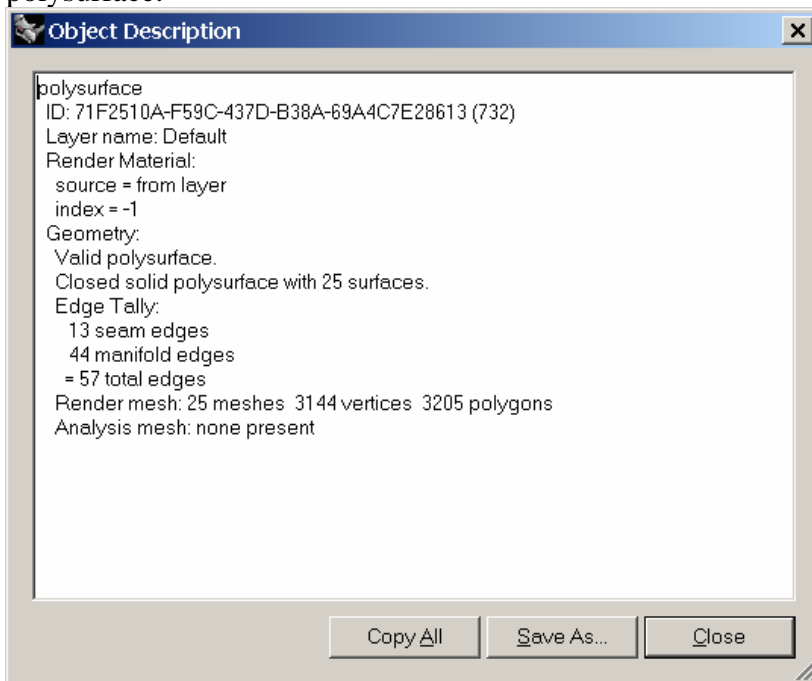 polysurface.
Object Description
polysurface
ID: 71F2510A-F59C-437D-B38A-69A4C7E28613 (732)
Layer name: Default
Render Material:
source = from layer
index = -1
Geometry:
Valid polysurface.
Closed solid polysurface with 25 surfaces.
Edge Tally:
13 seam edges
44 manifold edges
= 57 total edges
Render mesh: 25 meshes 3144 vertices 3205 polygons
Analysis mesh: none present
Copy All Save As... Close